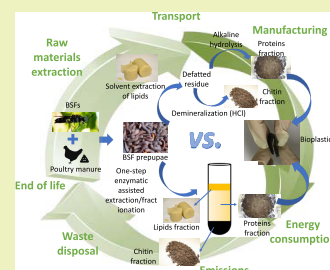 Transport
Manufacturing
Raw
materials
extraction
Alkaline
hydrolysis
Proteins
fraction
Solvent extraction
of lipids
Defatted
residue
Chitin
fraction
BSFs
Demineralization (HCl)
+
VS.
Bioplastic
Poultry manure
BSF prepupae
End of life
One-step
enzymatic
assisted
extraction/fract
ionation
Lipids fraction
Proteins
fraction
Energy
consumption
Waste
disposal
Chitin
fraction
Emissions